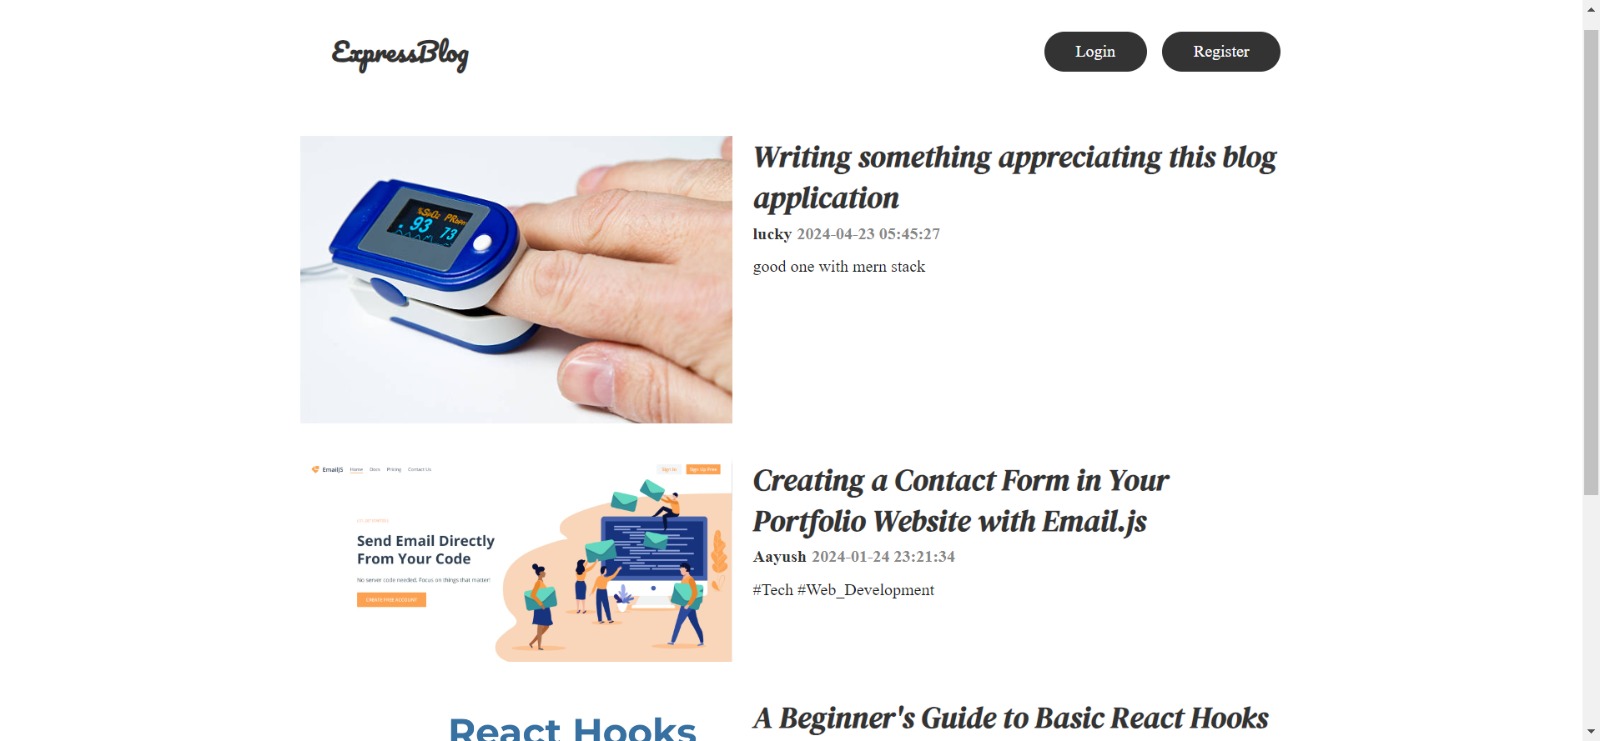 ExpressBlog
Login
Register
%SpO2 PR
93 73
Writing something appreciating this blog
application
lucky 2024-04-23 05:45:27
good one with mern stack
EmailJS Home Docs Pricing Contact Us Sign In Sign Up Free
Send Email Directly
From Your Code
No server code needed. Focus on things that matter!
CREATE FREE ACCOUNT
Creating a Contact Form in Your
Portfolio Website with Email.js
Aayush 2024-01-24 23:21:34
#Tech #Web_Development
React Hooks
A Beginner's Guide to Basic React Hooks